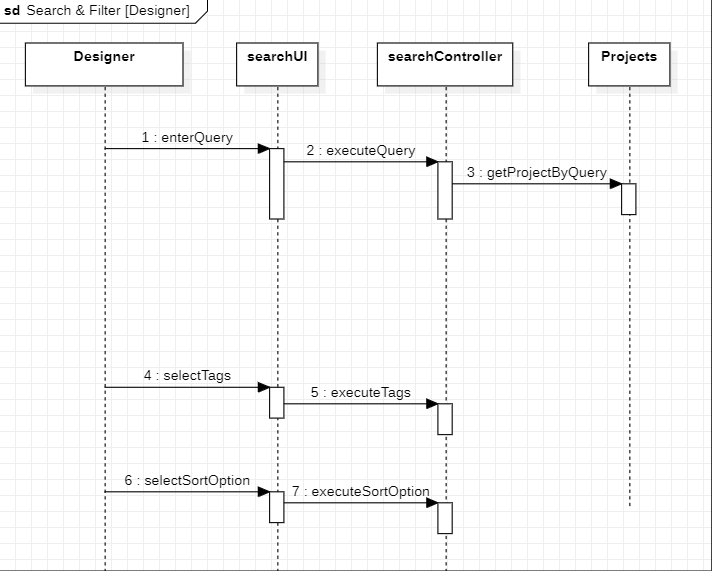 sd Search & Filter [Designer]
Designer
searchUI
searchController
Projects
1 : enterQuery
2 : executeQuery
3 : getProjectByQuery
4 : selectTags
5 : executeTags
6 : selectSortOption
7 : executeSortOption